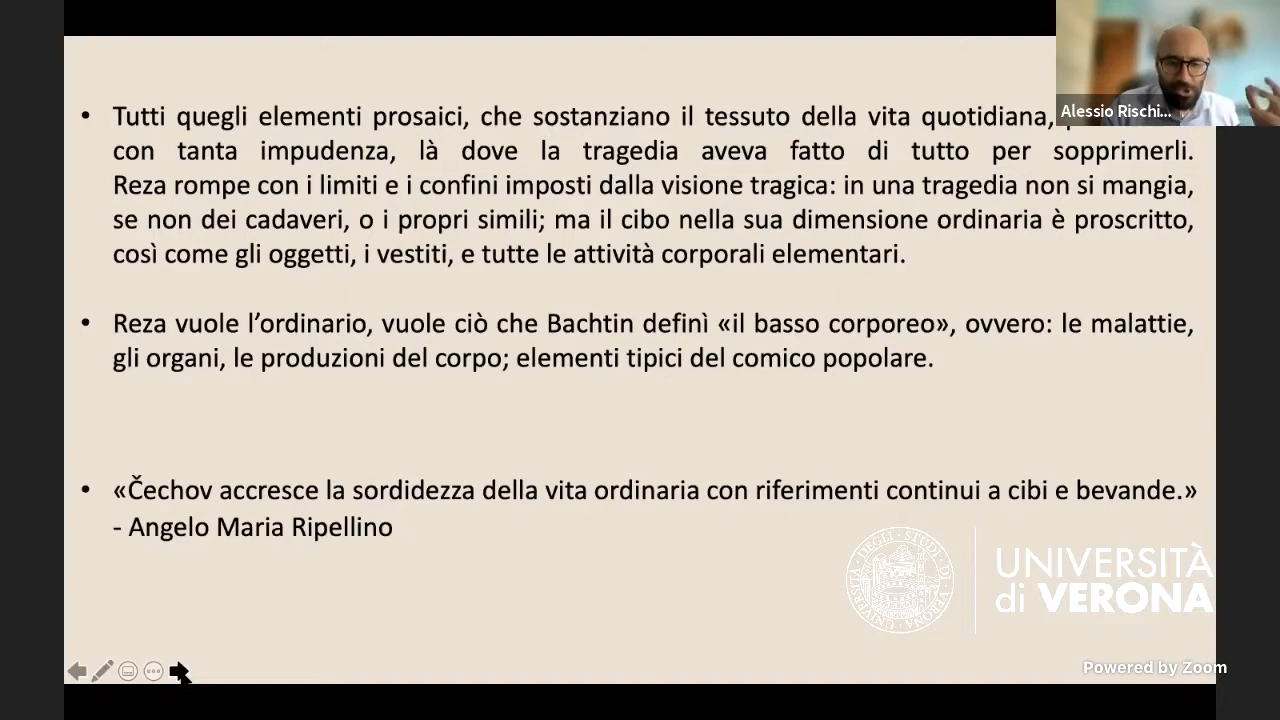 Alessio Rischi...
• Tutti quegli elementi prosaici, che sostanziano il tessuto della vita quotidiana,
con tanta impudenza, là dove la tragedia aveva fatto di tutto per sopprimerli.
Reza rompe con i limiti e i confini imposti dalla visione tragica: in una tragedia non si mangia,
se non dei cadaveri, o i propri simili; ma il cibo nella sua dimensione ordinaria è proscritto,
così come gli oggetti, i vestiti, e tutte le attività corporali elementari.
• Reza vuole l’ordinario, vuole ciò che Bachtin definì «il basso corporeo», ovvero: le malattie,
gli organi, le produzioni del corpo; elementi tipici del comico popolare.
• «Čechov accresce la sordidezza della vita ordinaria con riferimenti continui a cibi e bevande.»
- Angelo Maria Ripellino
UNIVERSITÀ
di VERONA
Powered by Zoom